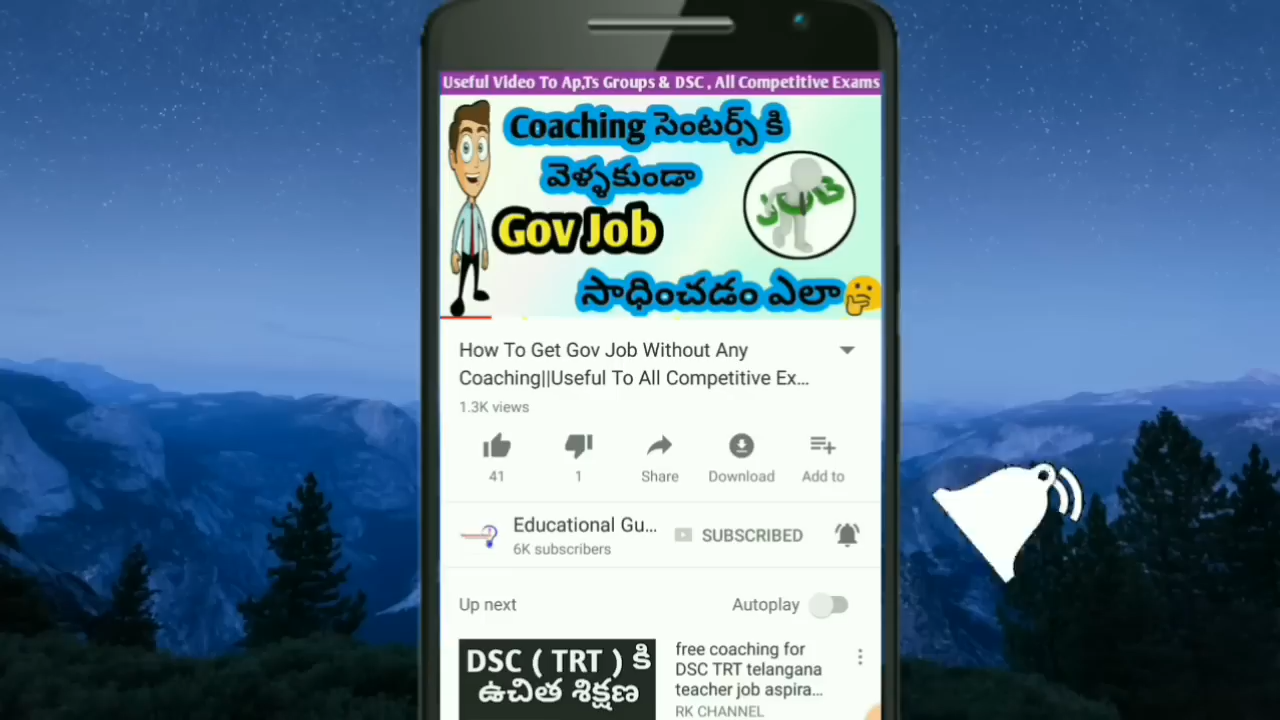 Useful Video To Ap,Ts Groups & DSC , All Competitive Exams
Coaching సెంటర్స్ కి
వెళ్ళకుండా
Gov Job
JOB
సాధించడం ఎలా
How To Get Gov Job Without Any
Coaching||Useful To All Competitive Ex...
1.3K views
41
1
Share
Download
Add to
Educational Gu...
SUBSCRIBED
6K subscribers
Up next
Autoplay
DSC ( TRT ) కి
ఉచిత శిక్షణ
free coaching for
DSC TRT telangana
teacher job aspira...
RK CHANNEL